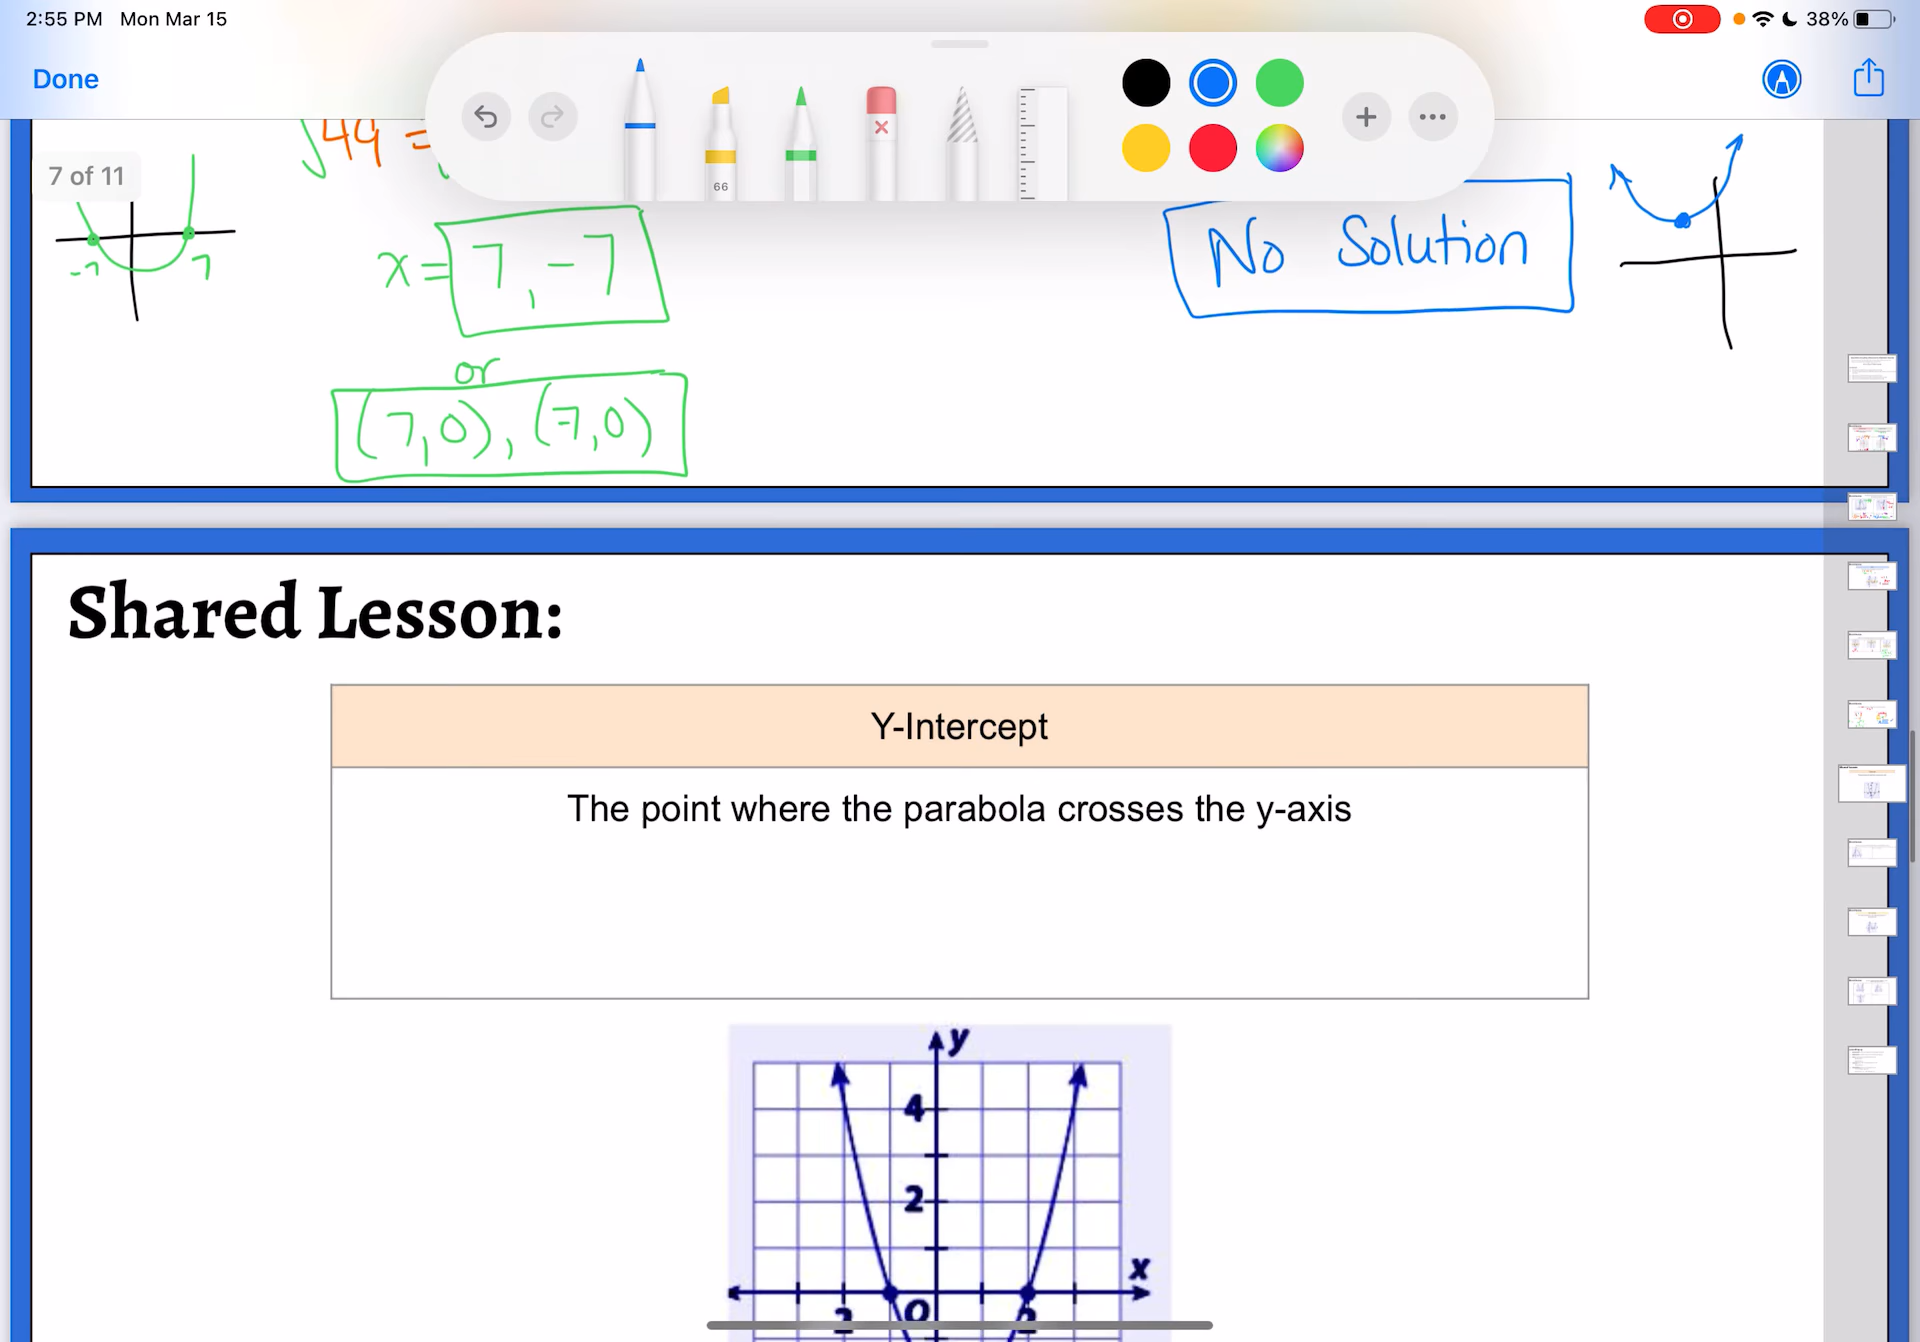 2:55 PM Mon Mar 15
38%
Done
66
7 of 11
√49 =
-7
7
x = 7, -7
or
(7,0), (-7,0)
No Solution
Shared Lesson:
Y-Intercept
The point where the parabola crosses the y-axis
y
4
2
x
O